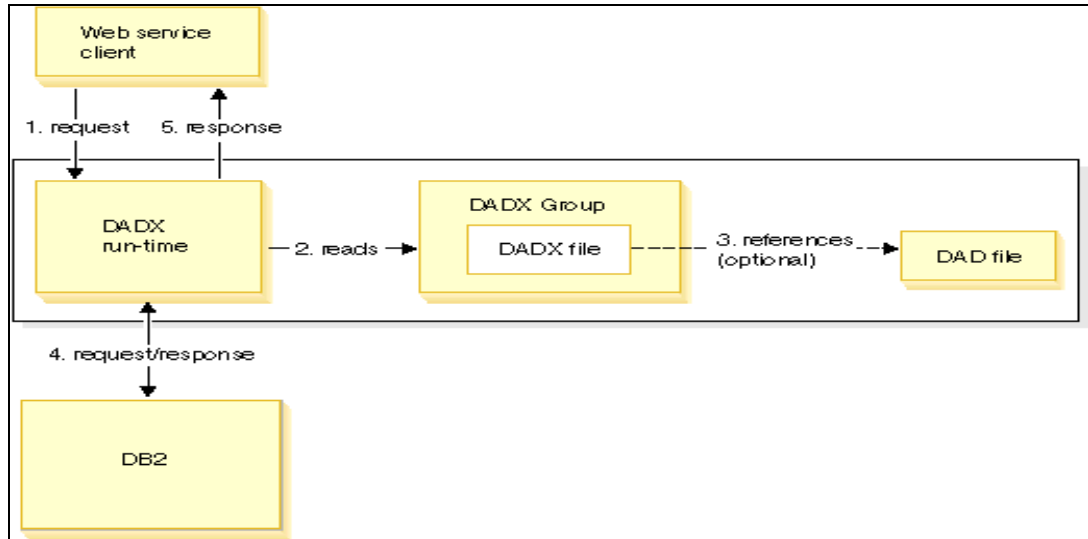 Web service
client
1. request
5. response
DADX
run-time
2. reads
DADX Group
DADX file
3. references
(optional)
DAD file
4. request/response
DB2